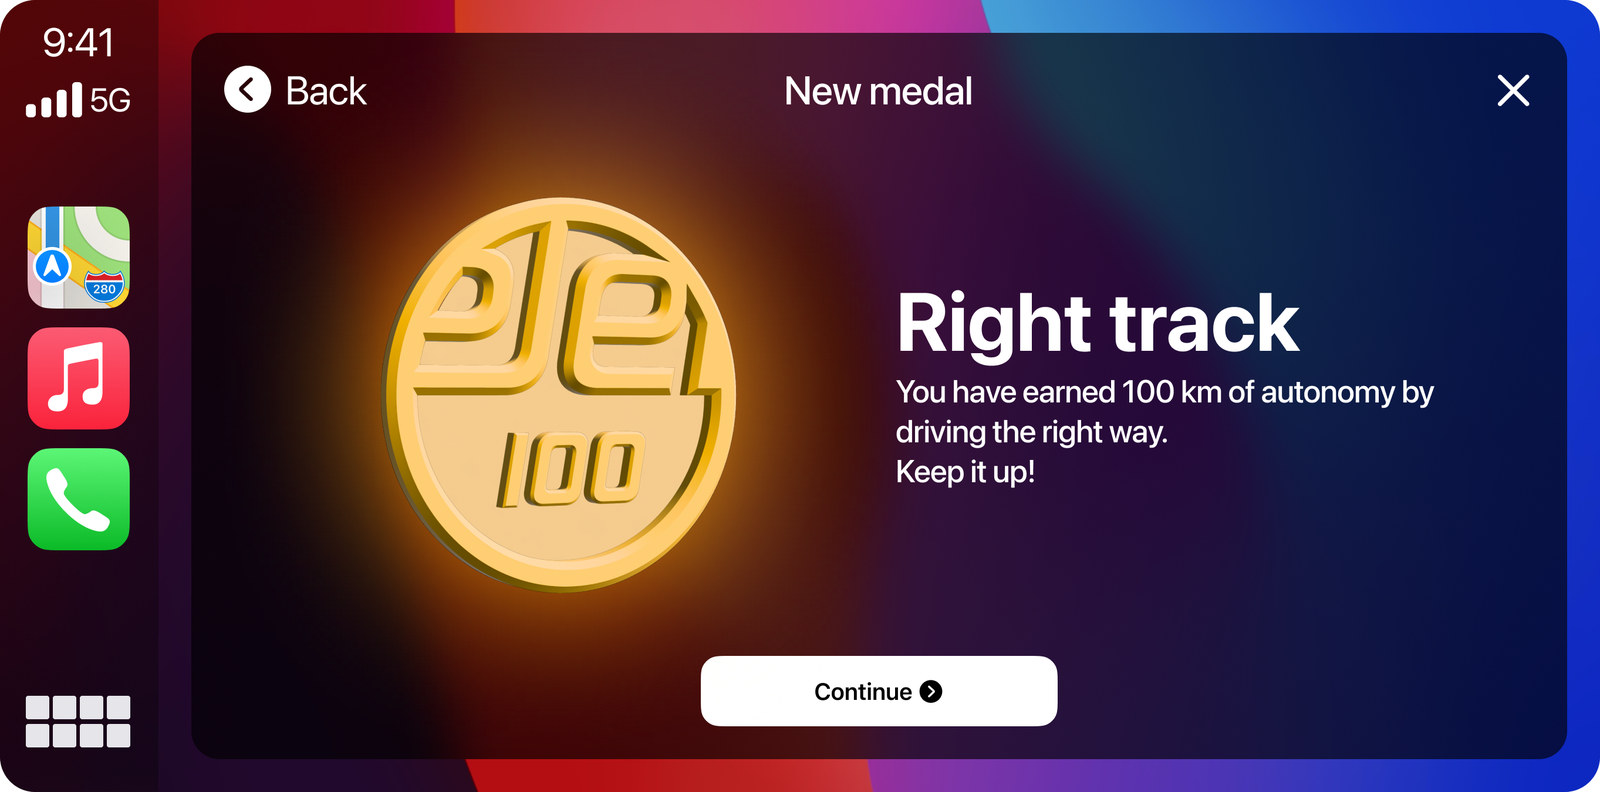 9:41
5G
280
Back
New medal
100
Right track
You have earned 100 km of autonomy by
driving the right way.
Keep it up!
Continue